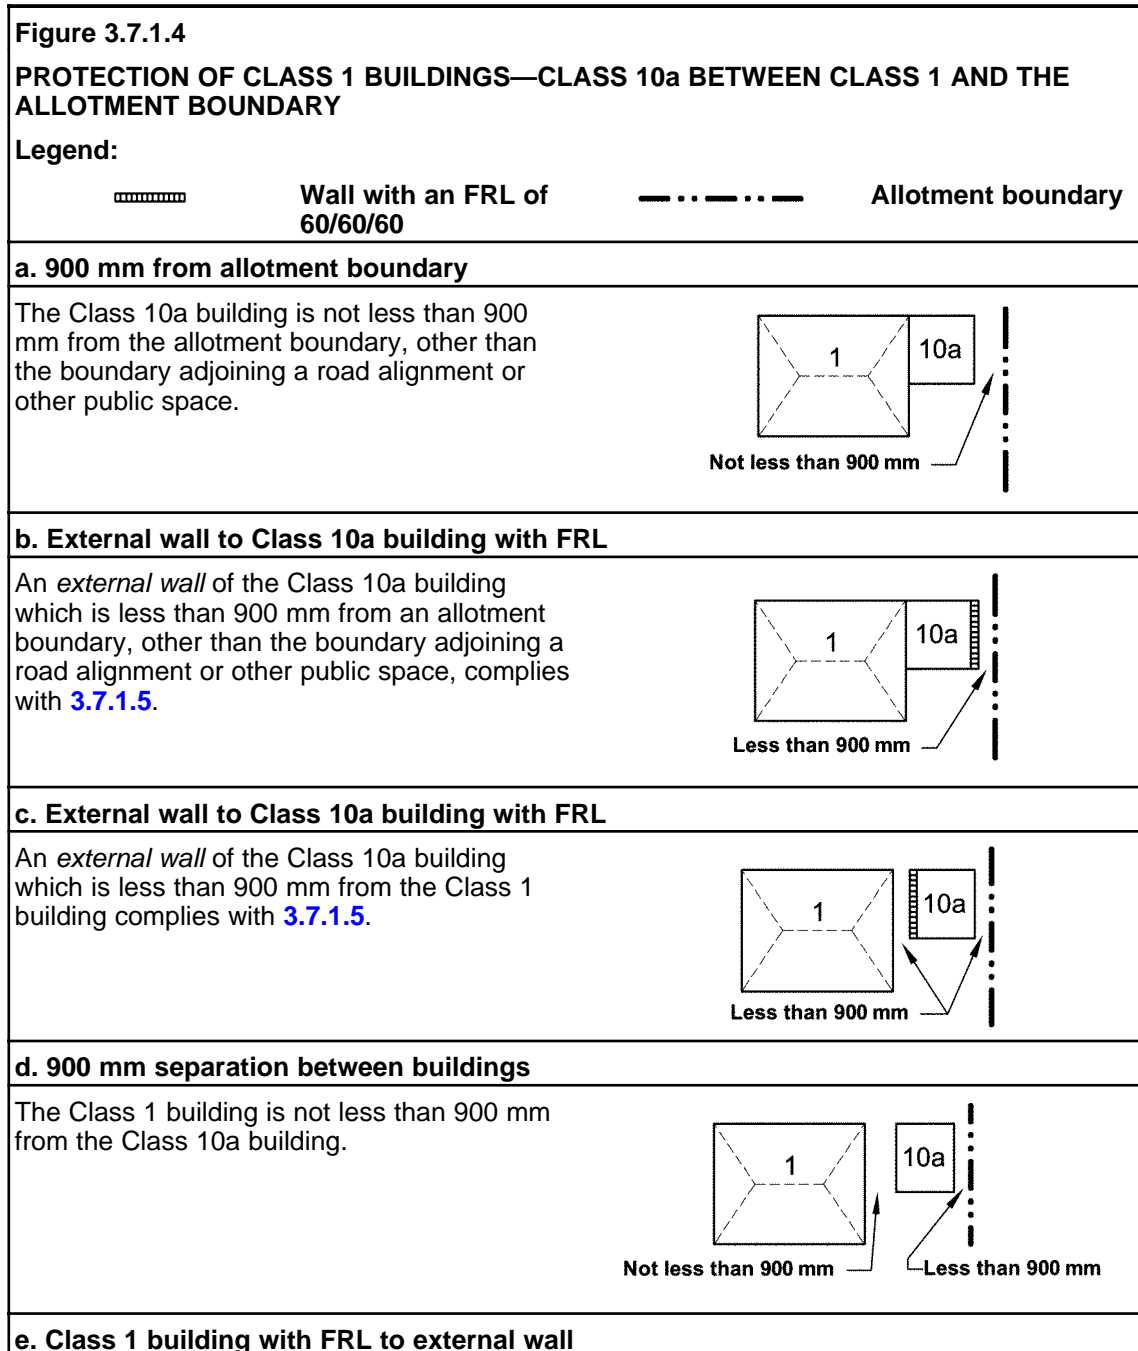 Figure 3.7.1.4
PROTECTION OF CLASS 1 BUILDINGS—CLASS 10a BETWEEN CLASS 1 AND THE
ALLOTMENT BOUNDARY
Legend:
Wall with an FRL of
60/60/60
Allotment boundary
a. 900 mm from allotment boundary
The Class 10a building is not less than 900
mm from the allotment boundary, other than
the boundary adjoining a road alignment or
other public space.
1
10a
Not less than 900 mm
b. External wall to Class 10a building with FRL
An external wall of the Class 10a building
which is less than 900 mm from an allotment
boundary, other than the boundary adjoining a
road alignment or other public space, complies
with 3.7.1.5.
1
10a
Less than 900 mm
c. External wall to Class 10a building with FRL
An external wall of the Class 10a building
which is less than 900 mm from the Class 1
building complies with 3.7.1.5.
1
10a
Less than 900 mm
d. 900 mm separation between buildings
The Class 1 building is not less than 900 mm
from the Class 10a building.
1
10a
Not less than 900 mm
Less than 900 mm
e. Class 1 building with FRL to external wall